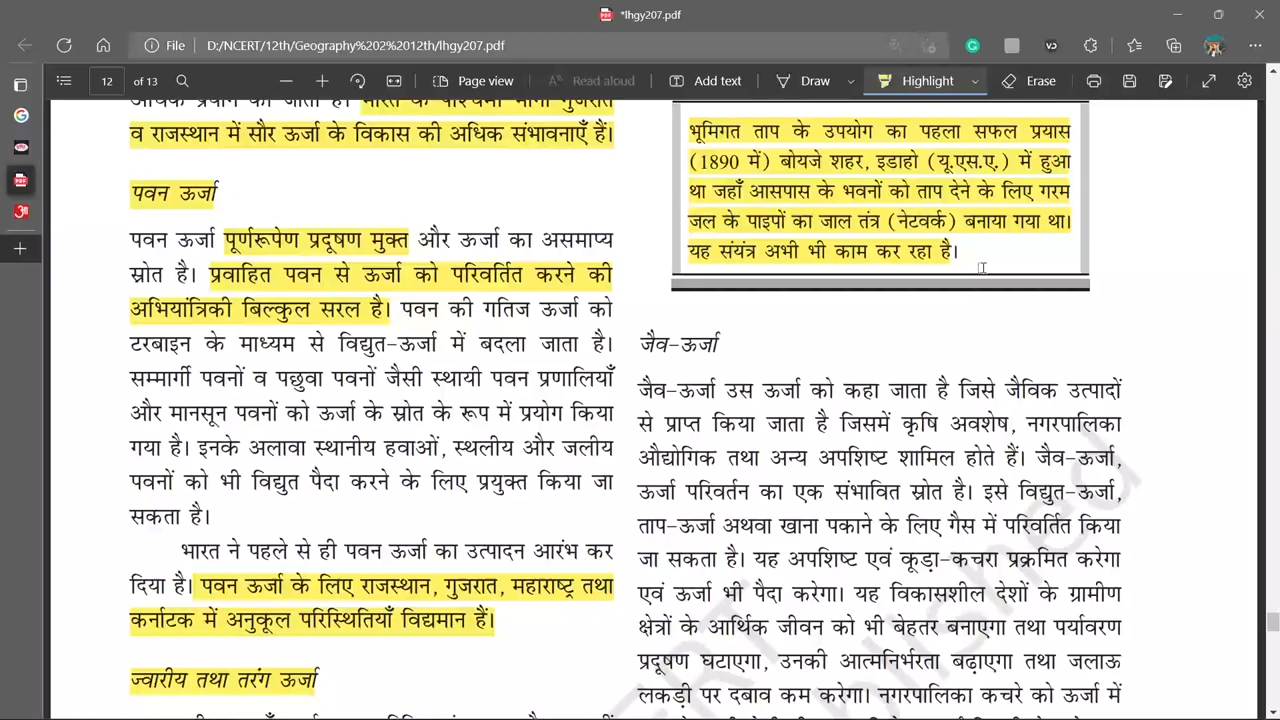 *lhgy207.pdf
File D:/NCERT/12th/Geography%202%2012th/lhgy207.pdf
12 of 13 Page view Read aloud Add text Draw Highlight Erase
व राजस्थान में सौर ऊर्जा के विकास की अधिक संभावनाएँ हैं।
पवन ऊर्जा
पवन ऊर्जा पूर्णरूपेण प्रदूषण मुक्त और ऊर्जा का असमाप्य
स्रोत है। प्रवाहित पवन से ऊर्जा को परिवर्तित करने की
अभियांत्रिकी बिल्कुल सरल है। पवन की गतिज ऊर्जा को
टरबाइन के माध्यम से विद्युत-ऊर्जा में बदला जाता है।
सम्मार्गी पवनों व पछुवा पवनों जैसी स्थायी पवन प्रणालियाँ
और मानसून पवनों को ऊर्जा के स्रोत के रूप में प्रयोग किया
गया है। इनके अलावा स्थानीय हवाओं, स्थलीय और जलीय
पवनों को भी विद्युत पैदा करने के लिए प्रयुक्त किया जा
सकता है।
भारत ने पहले से ही पवन ऊर्जा का उत्पादन आरंभ कर
दिया है। पवन ऊर्जा के लिए राजस्थान, गुजरात, महाराष्ट्र तथा
कर्नाटक में अनुकूल परिस्थितियाँ विद्यमान हैं।
ज्वारीय तथा तरंग ऊर्जा
भूमिगत ताप के उपयोग का पहला सफल प्रयास
(1890 में) बोयजे शहर, इडाहो (यू.एस.ए.) में हुआ
था जहाँ आसपास के भवनों को ताप देने के लिए गरम
जल के पाइपों का जाल तंत्र (नेटवर्क) बनाया गया था।
यह संयंत्र अभी भी काम कर रहा है।
जैव-ऊर्जा
जैव-ऊर्जा उस ऊर्जा को कहा जाता है जिसे जैविक उत्पादों
से प्राप्त किया जाता है जिसमें कृषि अवशेष, नगरपालिका
औद्योगिक तथा अन्य अपशिष्ट शामिल होते हैं। जैव-ऊर्जा,
ऊर्जा परिवर्तन का एक संभावित स्रोत है। इसे विद्युत-ऊर्जा,
ताप-ऊर्जा अथवा खाना पकाने के लिए गैस में परिवर्तित किया
जा सकता है। यह अपशिष्ट एवं कूड़ा-कचरा प्रक्रमित करेगा
एवं ऊर्जा भी पैदा करेगा। यह विकासशील देशों के ग्रामीण
क्षेत्रों के आर्थिक जीवन को भी बेहतर बनाएगा तथा पर्यावरण
प्रदूषण घटाएगा, उनकी आत्मनिर्भरता बढ़ाएगा तथा जलाऊ
लकड़ी पर दबाव कम करेगा। नगरपालिका कचरे को ऊर्जा में